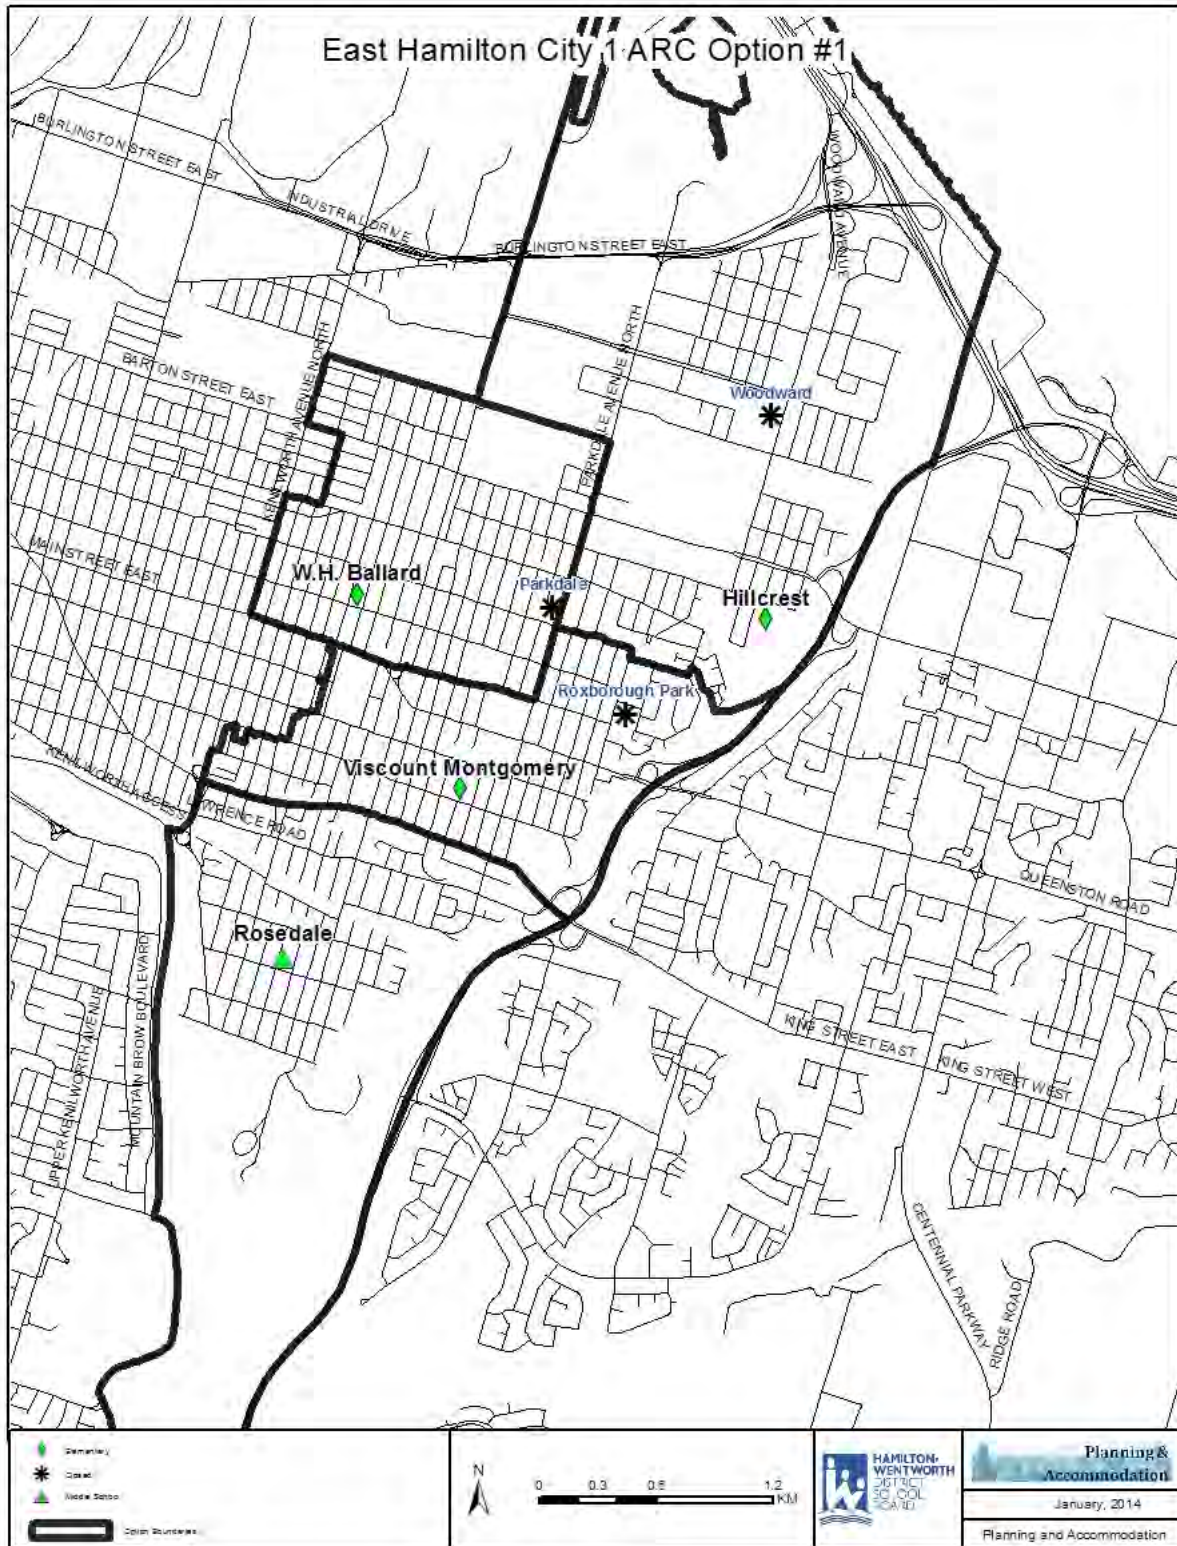 East Hamilton City 1 ARC Option #1
BURLINGTON STREET EAST
INDUSTRIAL DRIVE
BURLINGTON STREET EAST
WOODWARD AVENUE
BARTON STREET EAST
KENILWORTH AVENUE NORTH
PARKDALE AVENUE NORTH
Woodward
MAIN STREET EAST
W.H. Ballard
Parkdale
Hillcrest
Roxborough Park
KENILWORTH ACCESS
LAWRENCE ROAD
Viscount Montgomery
QUEENSTON ROAD
Rosedale
MOUNTAIN BROW BOULEVARD
UPPER KENILWORTH AVENUE
KING STREET EAST
KING STREET WEST
CENTENNIAL PARKWAY
RIDGE ROAD
Elementary
Closed
Middle School
Option Boundaries
N
0 0.3 0.6 1.2
KM
HAMILTON-
WENTWORTH
DISTRICT
SCHOOL
BOARD
Planning &
Accommodation
January, 2014
Planning and Accommodation